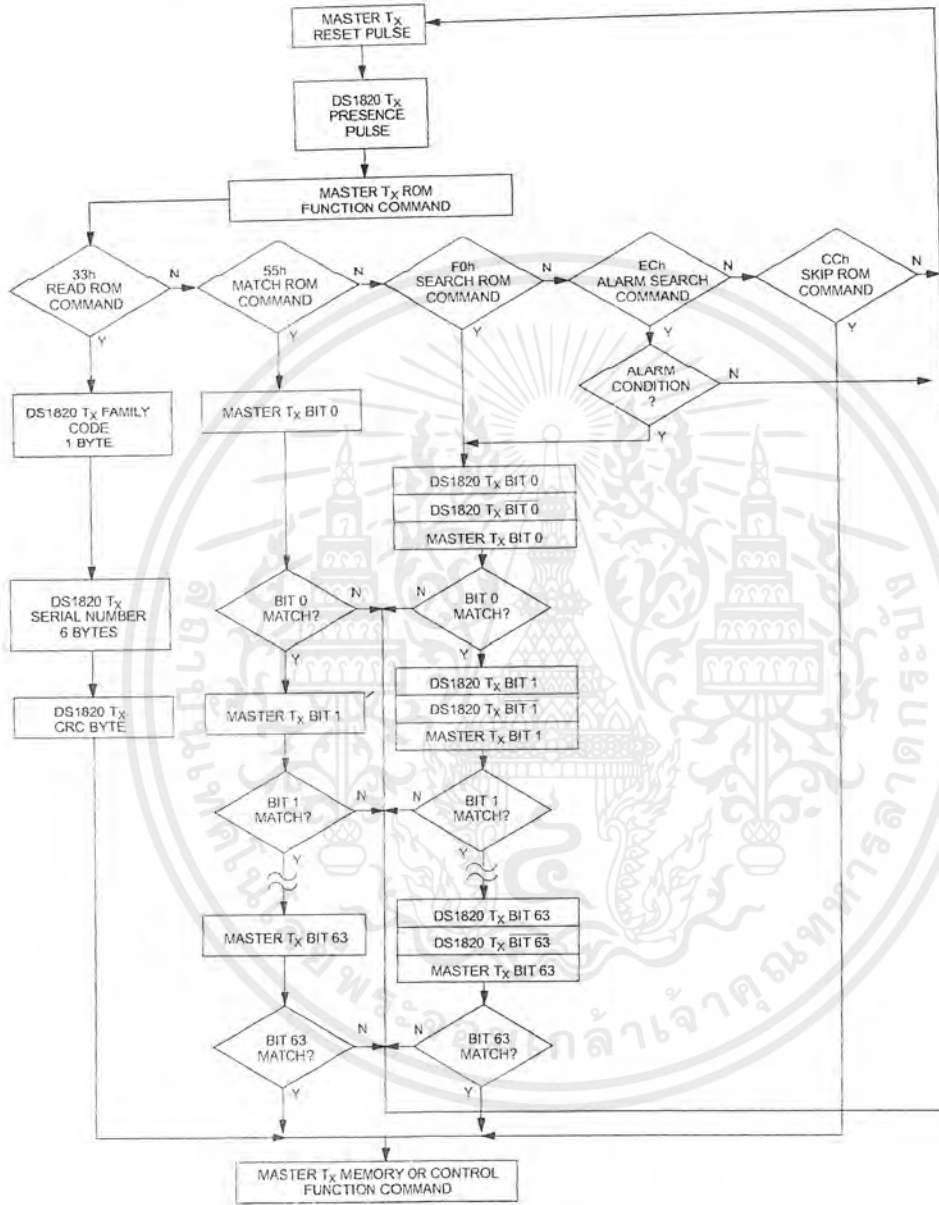 MASTER TX
RESET PULSE
DS1820 TX
PRESENCE
PULSE
MASTER TX ROM
FUNCTION COMMAND
33h
READ ROM
COMMAND
N
Y
55h
MATCH ROM
COMMAND
N
Y
F0h
SEARCH ROM
COMMAND
N
Y
ECh
ALARM SEARCH
COMMAND
N
Y
CCh
SKIP ROM
COMMAND
N
Y
ALARM
CONDITION
?
N
Y
DS1820 TX FAMILY
CODE
1 BYTE
MASTER TX BIT 0
DS1820 TX BIT 0
DS1820 TX BIT 0
MASTER TX BIT 0
DS1820 TX
SERIAL NUMBER
6 BYTES
BIT 0
MATCH?
N
Y
BIT 0
MATCH?
N
Y
DS1820 TX
CRC BYTE
MASTER TX BIT 1
DS1820 TX BIT 1
DS1820 TX BIT 1
MASTER TX BIT 1
BIT 1
MATCH?
N
Y
BIT 1
MATCH?
N
Y
MASTER TX BIT 63
DS1820 TX BIT 63
DS1820 TX BIT 63
MASTER TX BIT 63
BIT 63
MATCH?
N
Y
BIT 63
MATCH?
N
Y
MASTER TX MEMORY OR CONTROL
FUNCTION COMMAND